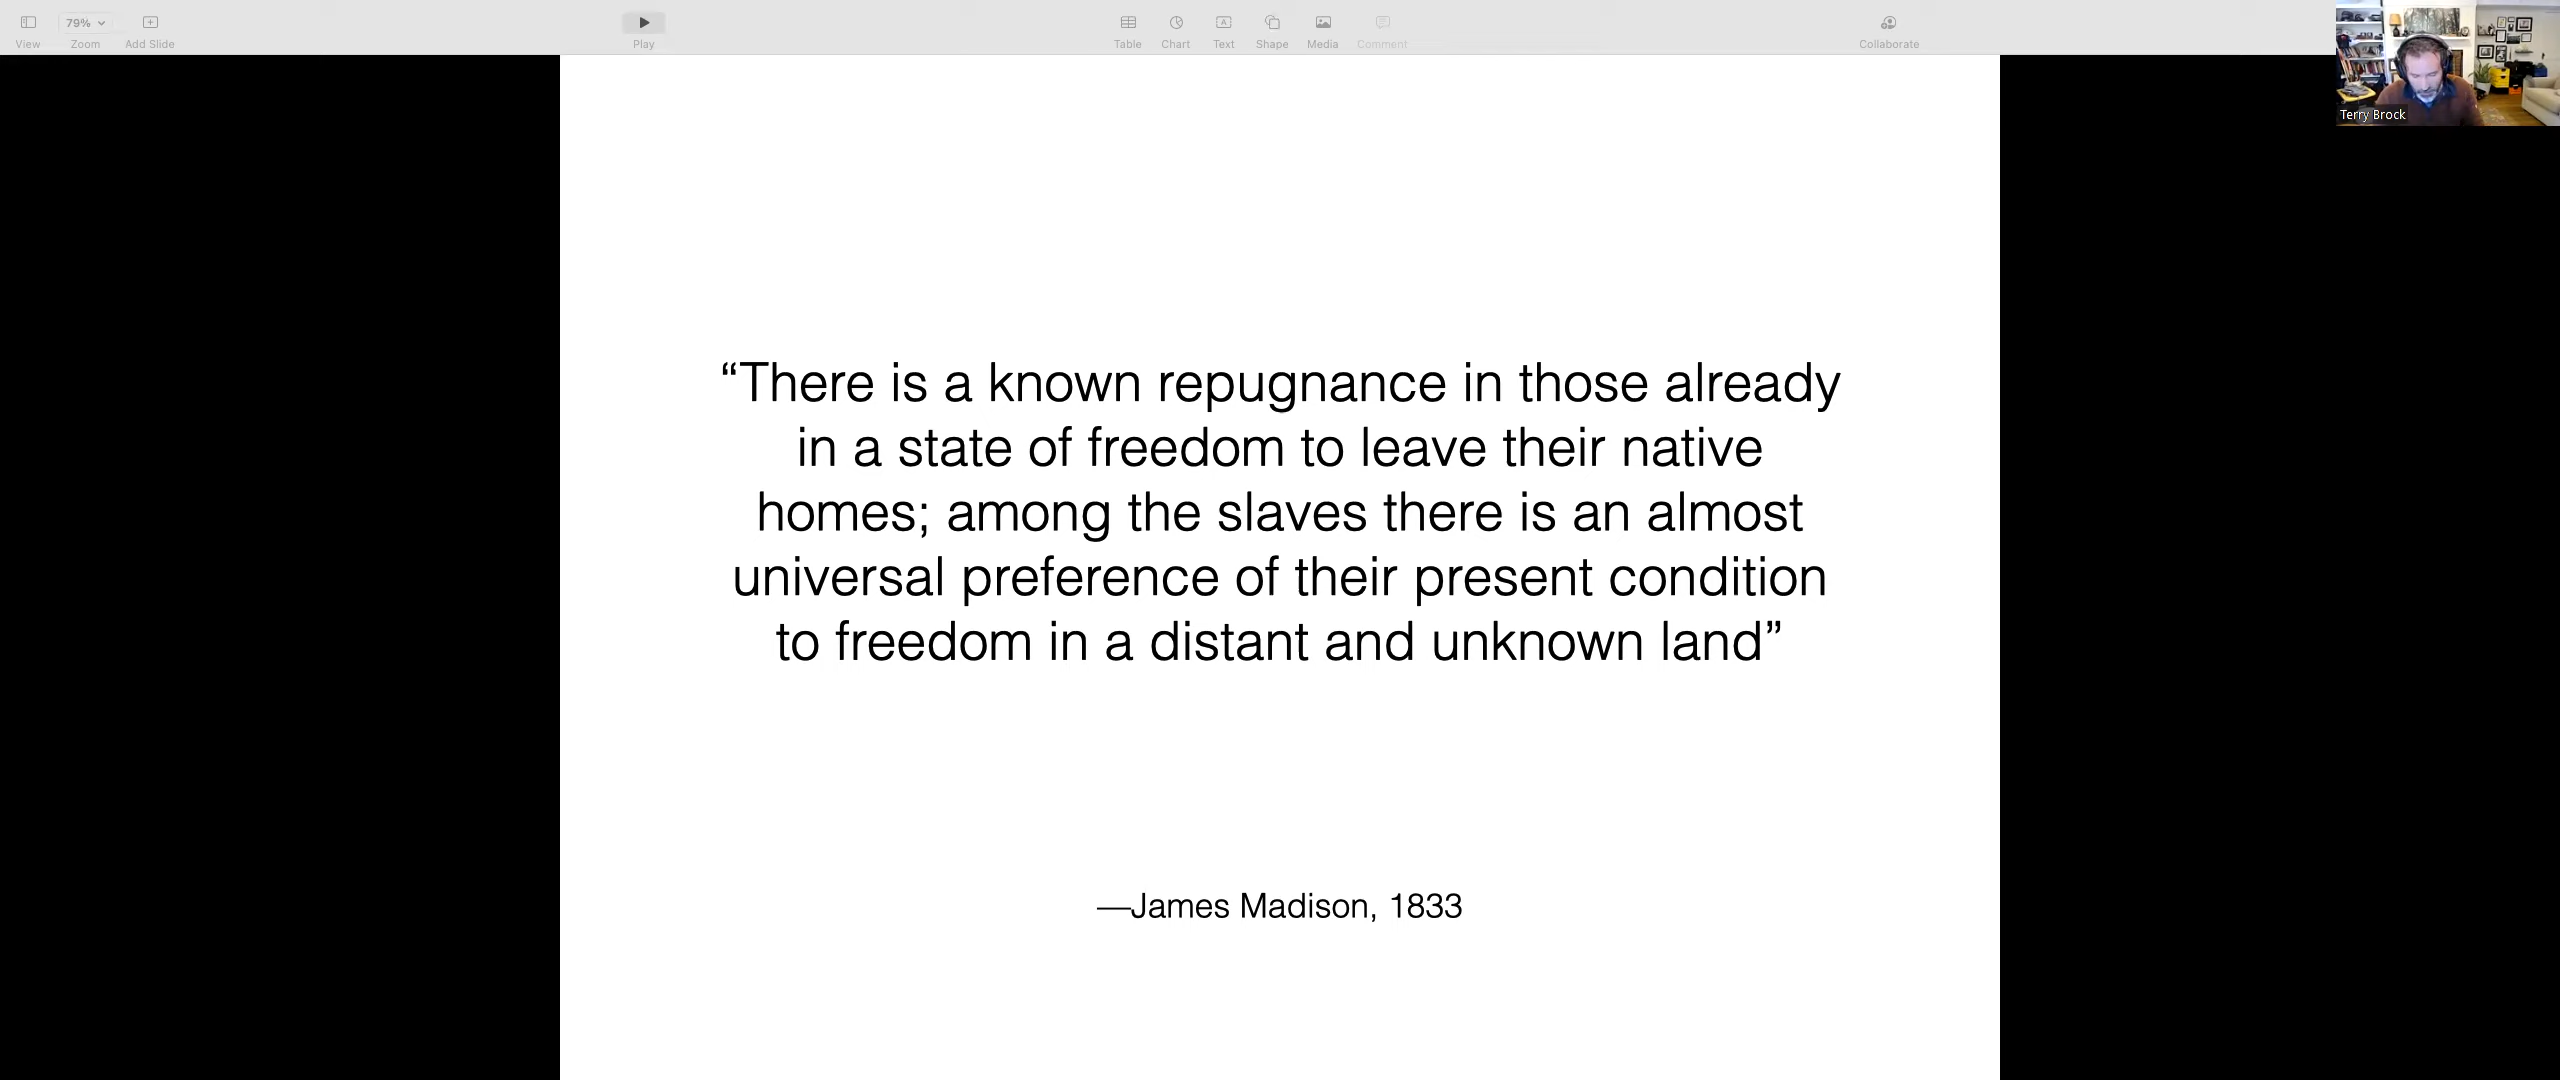 View
79%
Zoom
Add Slide
Play
Table
Chart
Text
Shape
Media
Comment
Collaborate
Terry Brock
“There is a known repugnance in those already
in a state of freedom to leave their native
homes; among the slaves there is an almost
universal preference of their present condition
to freedom in a distant and unknown land”
—James Madison, 1833